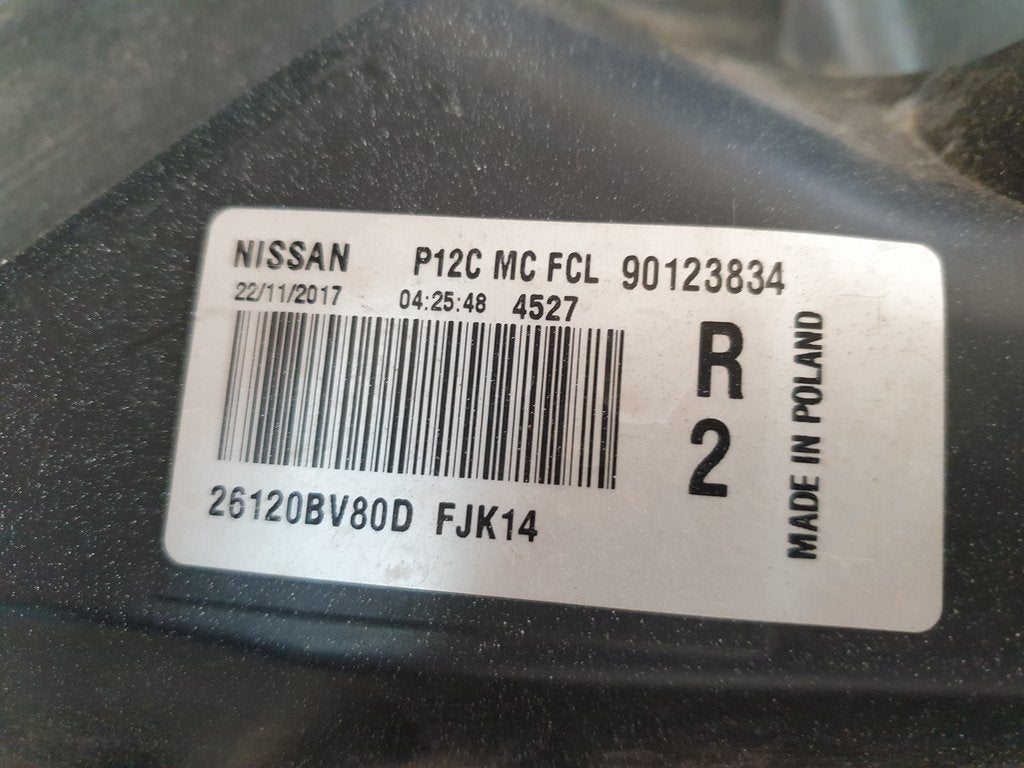 NISSAN P12C MC FCL 90123834
22/11/2017 04:25:48 4527
R
2
26120BV80D FJK14
MADE IN POLAND